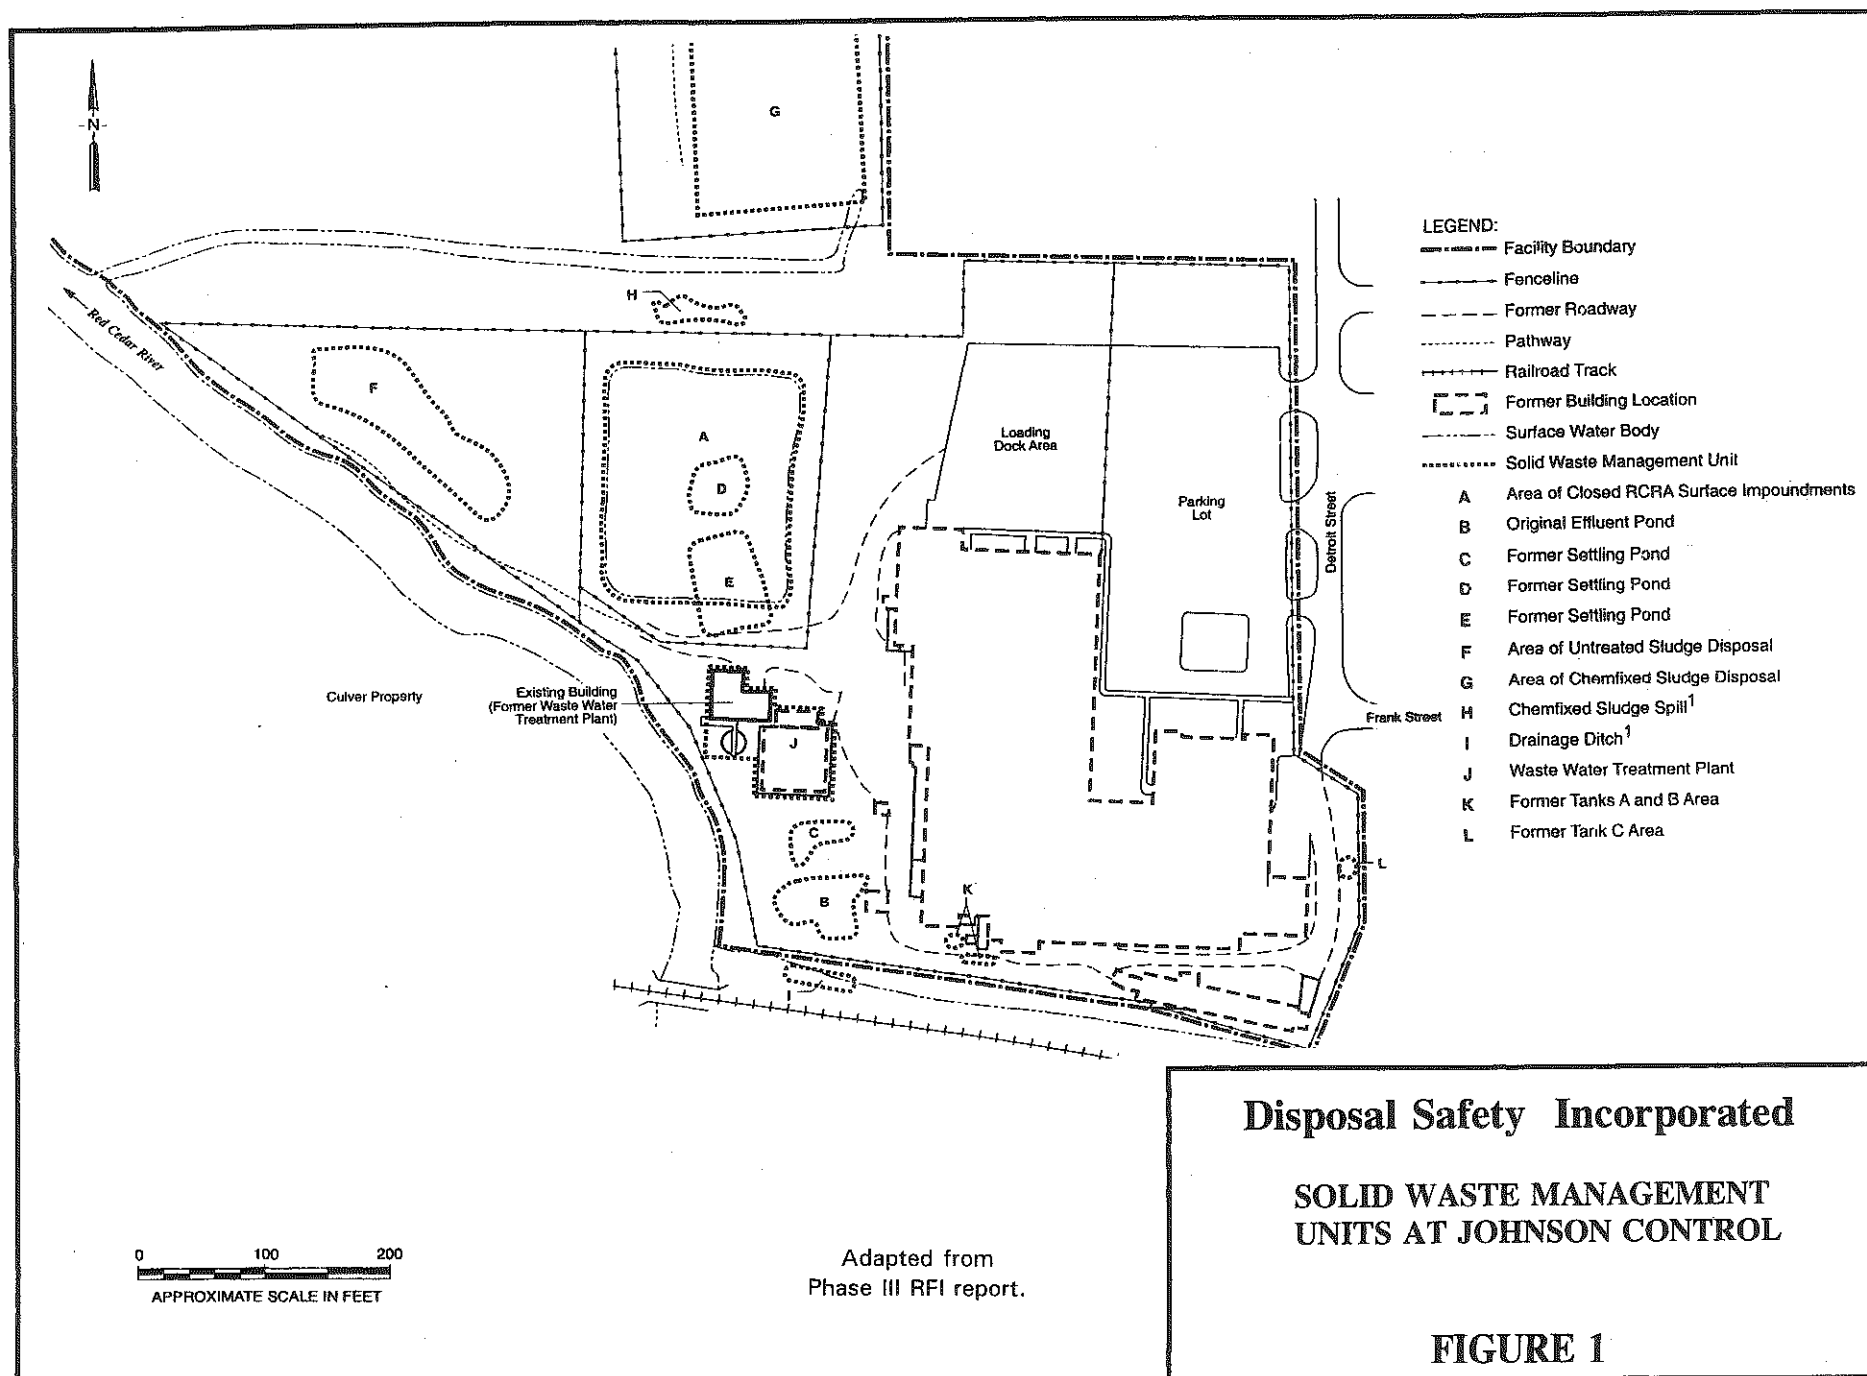 N
G
H
Red Cedar River
F
A
D
E
Loading
Dock Area
Parking
Lot
Detroit Street
Frank Street
Culver Property
Existing Building
(Former Waste Water
Treatment Plant)
J
C
B
K
L
LEGEND:
Facility Boundary
Fenceline
Former Roadway
Pathway
Railroad Track
Former Building Location
Surface Water Body
Solid Waste Management Unit
A Area of Closed RCRA Surface Impoundments
B Original Effluent Pond
C Former Settling Pond
D Former Settling Pond
E Former Settling Pond
F Area of Untreated Sludge Disposal
G Area of Chemfixed Sludge Disposal
H Chemfixed Sludge Spill¹
I Drainage Ditch¹
J Waste Water Treatment Plant
K Former Tanks A and B Area
L Former Tank C Area
0 100 200
APPROXIMATE SCALE IN FEET
Adapted from
Phase III RFI report.
Disposal Safety Incorporated
SOLID WASTE MANAGEMENT
UNITS AT JOHNSON CONTROL
FIGURE 1